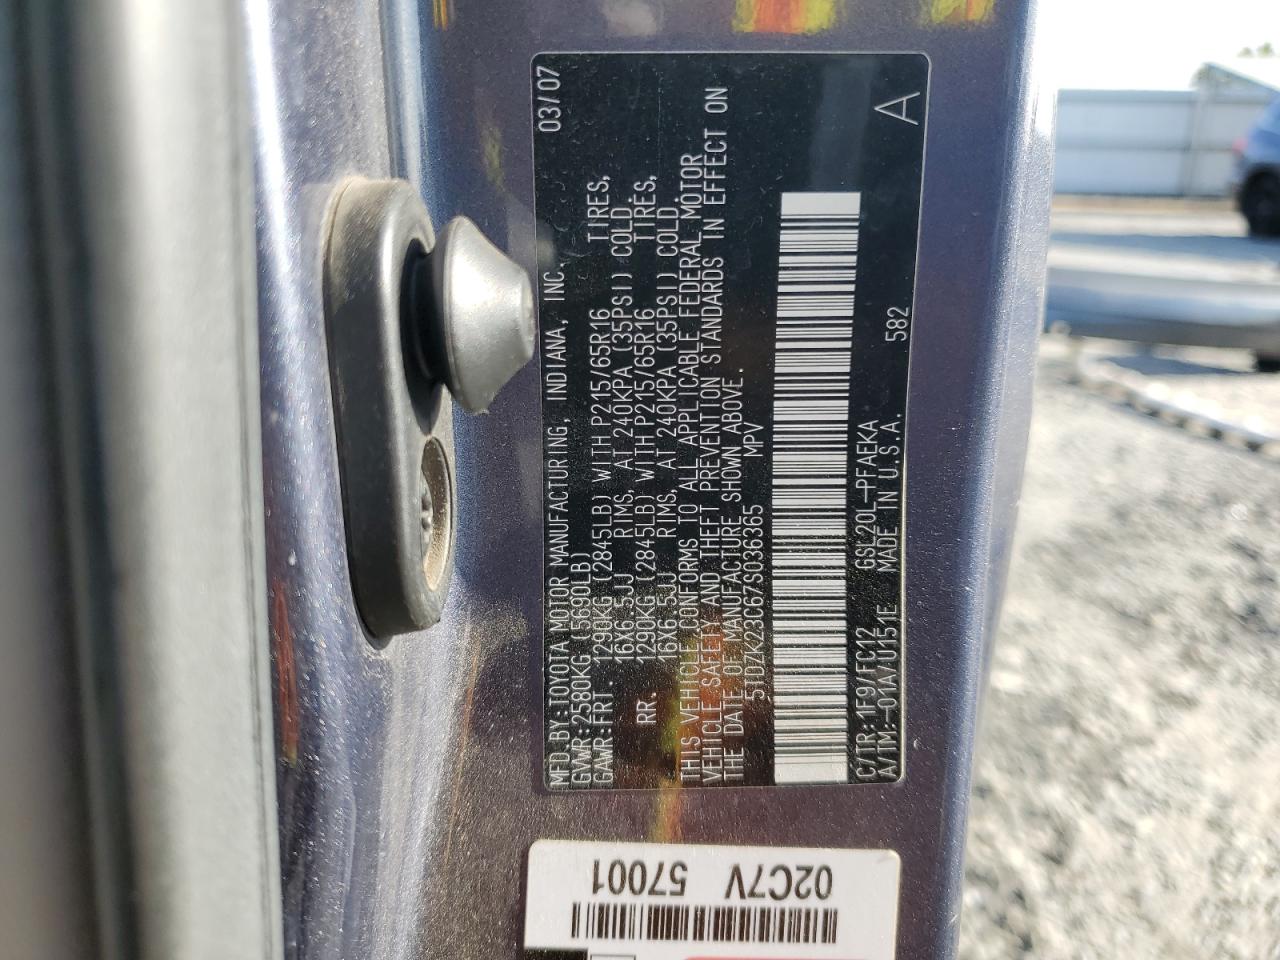 MFD.BY:TOYOTA MOTOR MANUFACTURING, INDIANA, INC. 03/07
GVWR:2580KG(5690LB)
GAWR:FRT. 1290KG (2845LB) WITH P215/65R16 TIRES,
16X6.5JJ RIMS, AT 240KPA(35PSI) COLD.
RR. 1290KG (2845LB) WITH P215/65R16 TIRES,
16X6.5JJ RIMS, AT 240KPA(35PSI) COLD.
THIS VEHICLE CONFORMS TO ALL APPLICABLE FEDERAL MOTOR
VEHICLE SAFETY AND THEFT PREVENTION STANDARDS IN EFFECT ON
THE DATE OF MANUFACTURE SHOWN ABOVE.
5TDZK23C67S036365 MPV
C/TR:1F9/FC12 GSL20L-PFAEKA
A/TM:-01A/U151E MADE IN U.S.A. 582 A
02C7V 57001